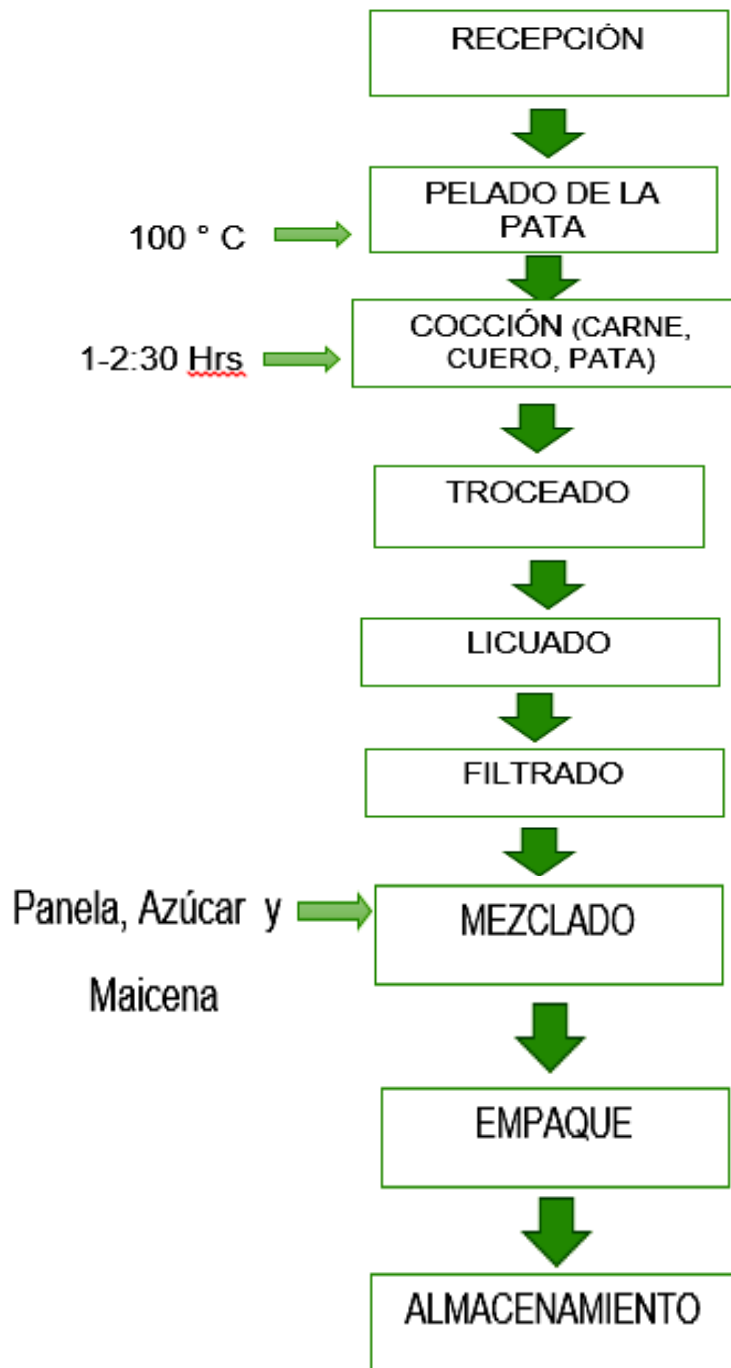 RECEPCIÓN
PELADO DE LA
PATA
100 ° C
COCCIÓN (CARNE,
CUERO, PATA)
1-2:30 Hrs
TROCEADO
LICUADO
FILTRADO
Panela, Azúcar y
Maicena
MEZCLADO
EMPAQUE
ALMACENAMIENTO